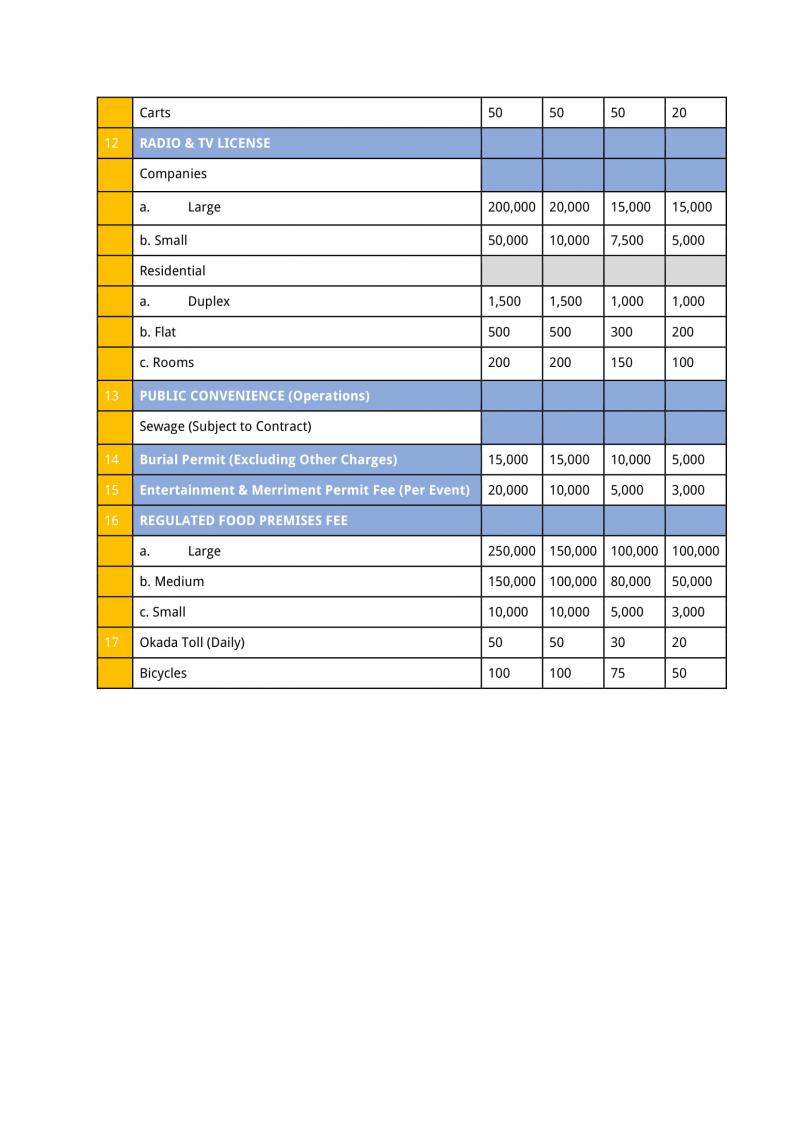 Carts 50 50 50 20
12 RADIO & TV LICENSE
Companies
a. Large 200,000 20,000 15,000 15,000
b. Small 50,000 10,000 7,500 5,000
Residential
a. Duplex 1,500 1,500 1,000 1,000
b. Flat 500 500 300 200
c. Rooms 200 200 150 100
13 PUBLIC CONVENIENCE (Operations)
Sewage (Subject to Contract)
14 Burial Permit (Excluding Other Charges) 15,000 15,000 10,000 5,000
15 Entertainment & Merriment Permit Fee (Per Event) 20,000 10,000 5,000 3,000
16 REGULATED FOOD PREMISES FEE
a. Large 250,000 150,000 100,000 100,000
b. Medium 150,000 100,000 80,000 50,000
c. Small 10,000 10,000 5,000 3,000
17 Okada Toll (Daily) 50 50 30 20
Bicycles 100 100 75 50